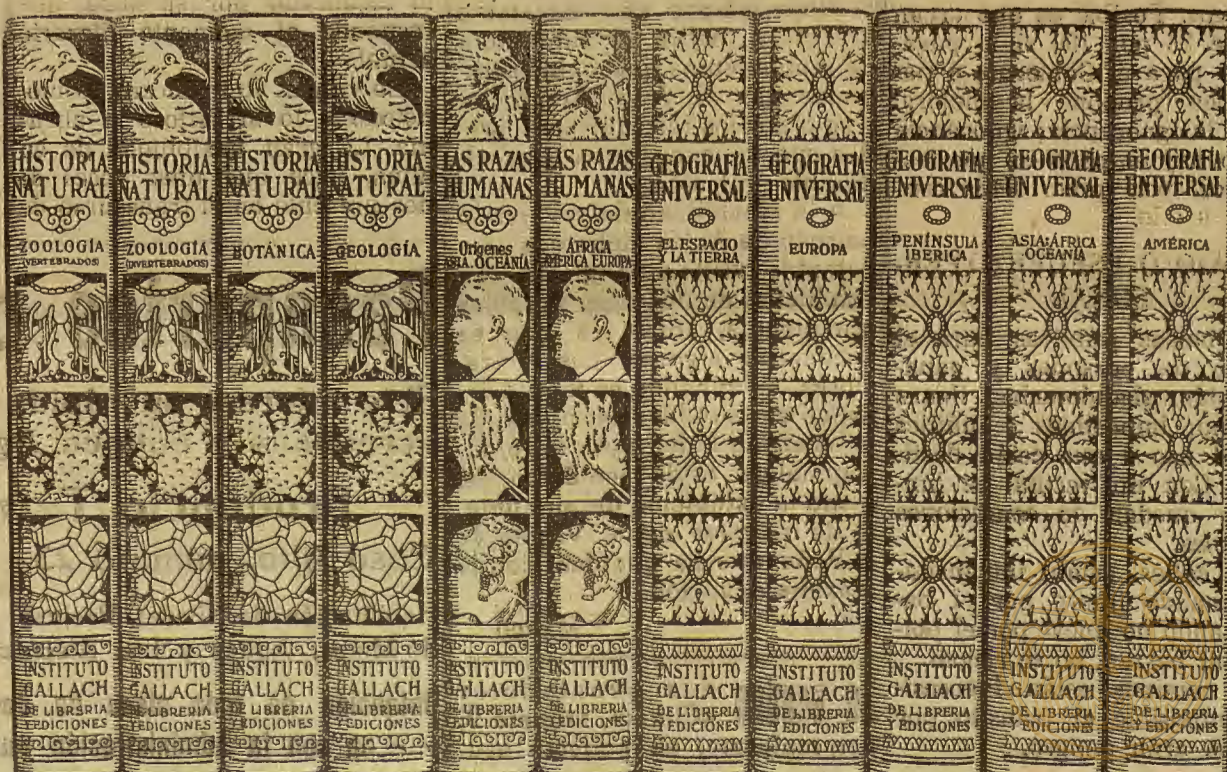 HISTORIA
NATURAL
ZOOLOGÍA
(VERTEBRADOS)
INSTITUTO
GALLACH
DE LIBRERIA
Y EDICIONES
HISTORIA
NATURAL
ZOOLOGÍA
(INVERTEBRADOS)
INSTITUTO
GALLACH
DE LIBRERIA
Y EDICIONES
HISTORIA
NATURAL
BOTÁNICA
INSTITUTO
GALLACH
DE LIBRERIA
Y EDICIONES
HISTORIA
NATURAL
GEOLOGÍA
INSTITUTO
GALLACH
DE LIBRERIA
Y EDICIONES
LAS RAZAS
HUMANAS
Orígenes
ASIA. OCEANÍA
INSTITUTO
GALLACH
DE LIBRERIA
Y EDICIONES
LAS RAZAS
HUMANAS
ÁFRICA
AMERICA EUROPA
INSTITUTO
GALLACH
DE LIBRERIA
Y EDICIONES
GEOGRAFÍA
UNIVERSAL
EL ESPACIO
Y LA TIERRA
INSTITUTO
GALLACH
DE LIBRERIA
Y EDICIONES
GEOGRAFÍA
UNIVERSAL
EUROPA
INSTITUTO
GALLACH
DE LIBRERIA
Y EDICIONES
GEOGRAFÍA
UNIVERSAL
PENÍNSULA
IBERICA
INSTITUTO
GALLACH
DE LIBRERIA
Y EDICIONES
GEOGRAFÍA
UNIVERSAL
ASIA:ÁFRICA
OCEANÍA
INSTITUTO
GALLACH
DE LIBRERIA
Y EDICIONES
GEOGRAFÍA
UNIVERSAL
AMÉRICA
INSTITUTO
GALLACH
DE LIBRERIA
Y EDICIONES